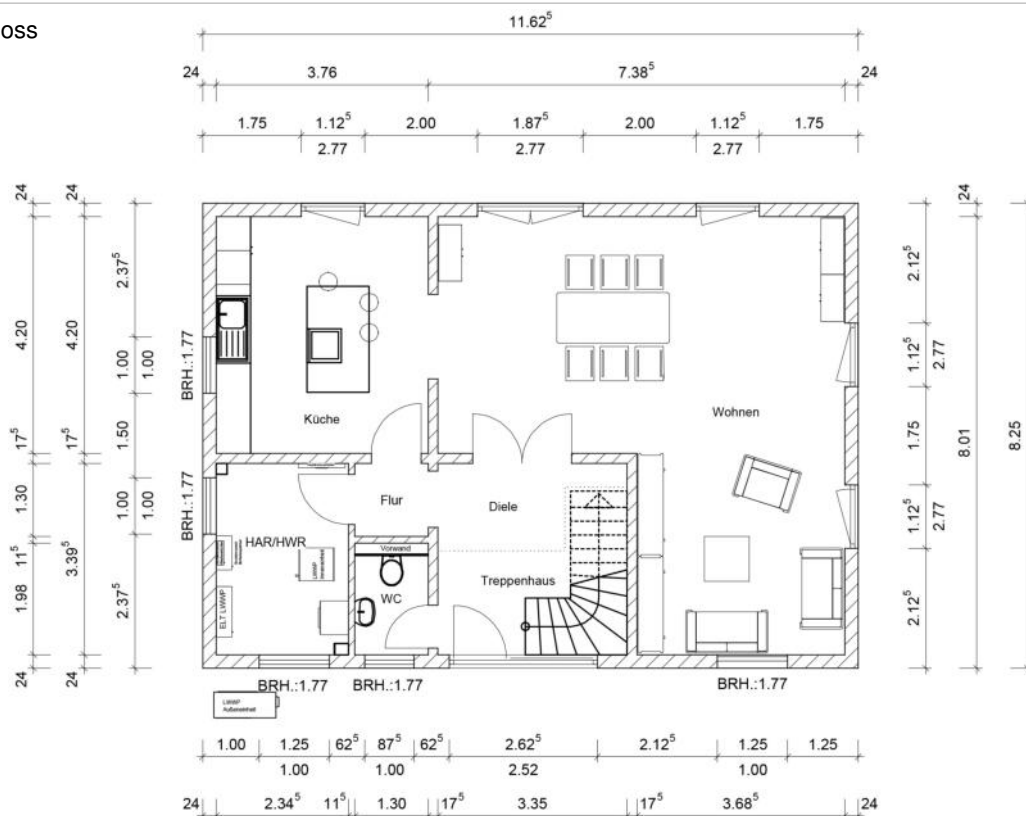 oss
11.62⁵
24 3.76 7.38⁵ 24
1.75 1.12⁵ 2.00 1.87⁵ 2.00 1.12⁵ 1.75
2.77 2.77 2.77
24 4.20 17⁵ 1.30 11⁵ 1.98 24
24 4.20 17⁵ 3.39⁵ 24
2.37⁵ 1.00 1.50 1.00 2.37⁵
1.00 1.00
BRH.:1.77
BRH.:1.77
Küche
Wohnen
Flur
Diele
HAR/HWR
Vorwand
WC
Treppenhaus
LWWP
ELT LWWP
2.12⁵ 1.12⁵ 1.75 1.12⁵ 2.12⁵
2.77 2.77
24 8.01
8.25
BRH.:1.77 BRH.:1.77 BRH.:1.77
LWWP
Außeneinheit
1.00 1.25 62⁵ 87⁵ 62⁵ 2.62⁵ 2.12⁵ 1.25 1.25
1.00 1.00 2.52 1.00
24 2.34⁵ 11⁵ 1.30 17⁵ 3.35 17⁵ 3.68⁵ 24